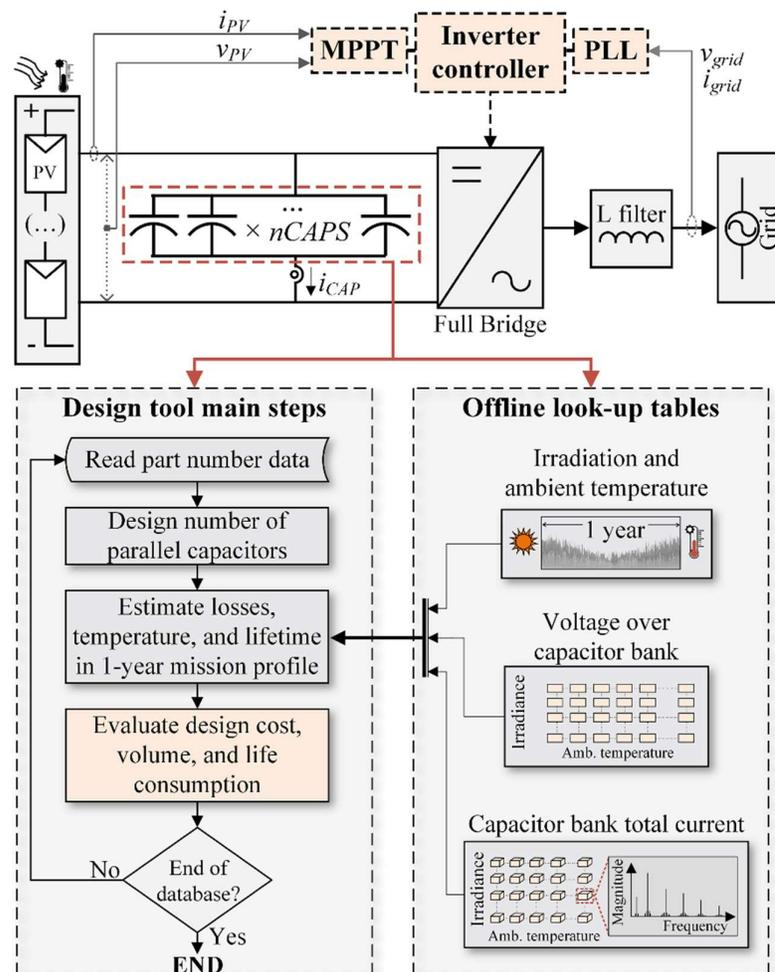 i_PV
v_PV
MPPT
Inverter
controller
PLL
v_grid
i_grid
+
PV
(...)
-
...
× nCAPS
i_CAP
Full Bridge
L filter
Grid
Design tool main steps
Read part number data
Design number of
parallel capacitors
Estimate losses,
temperature, and lifetime
in 1-year mission profile
Evaluate design cost,
volume, and life
consumption
No
End of
database?
Yes
END
Offline look-up tables
Irradiation and
ambient temperature
1 year
Voltage over
capacitor bank
Irradiance
Amb. temperature
Capacitor bank total current
Irradiance
Amb. temperature
Magnitude
Frequency